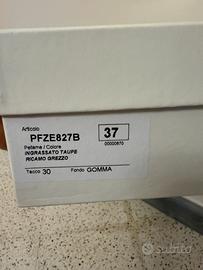 Articolo
PFZE827B
37
00000870
Pellame / Colore
INGRASSATO TAUPE
RICAMO GREZZO
Tacco 30 Fondo GOMMA
subito